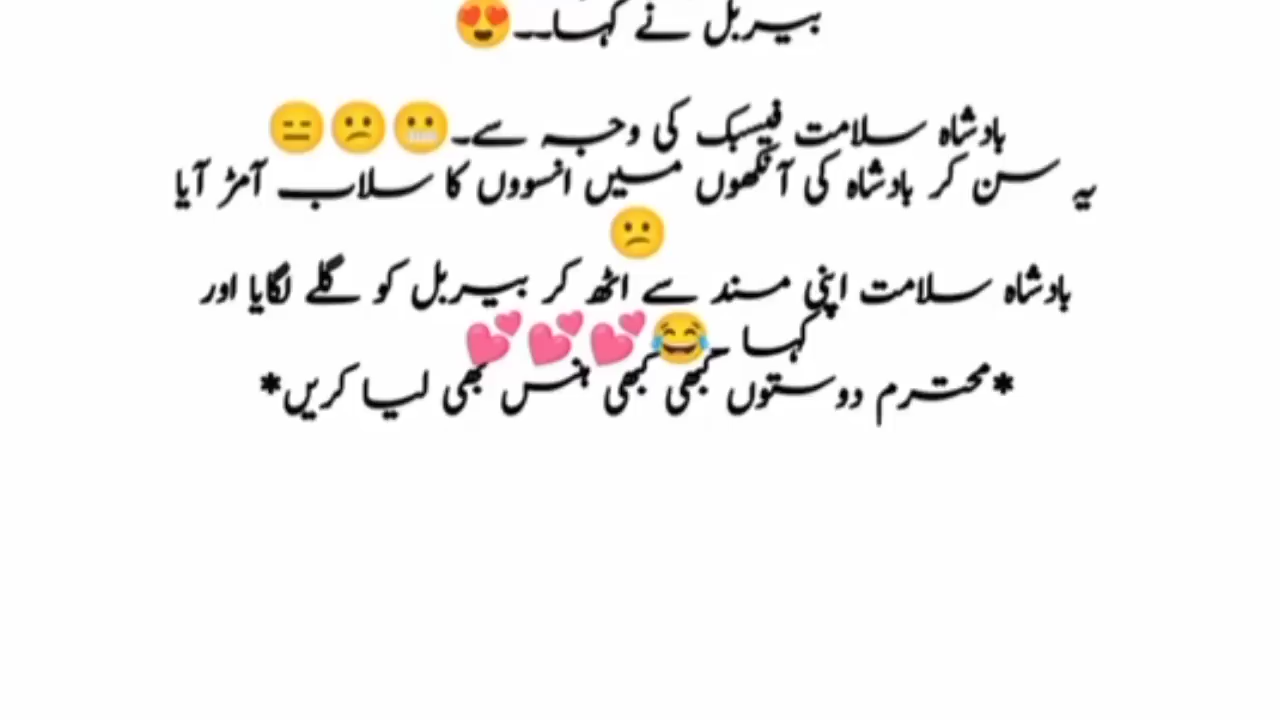 بیربل نے کہا۔۔😍
بادشاہ سلامت فیسبک کی وجہ سے۔😬😕😑
یہ سن کر بادشاہ کی آنکھوں میں انسووں کا سلاب آمڑ آیا
😕
بادشاہ سلامت اپنی مسند سے اٹھ کر بیربل کو گلے لگایا اور
کہا ۔😂💕💕💕
*محترم دوستوں کبھی کبھی ہنس بھی لیا کریں*